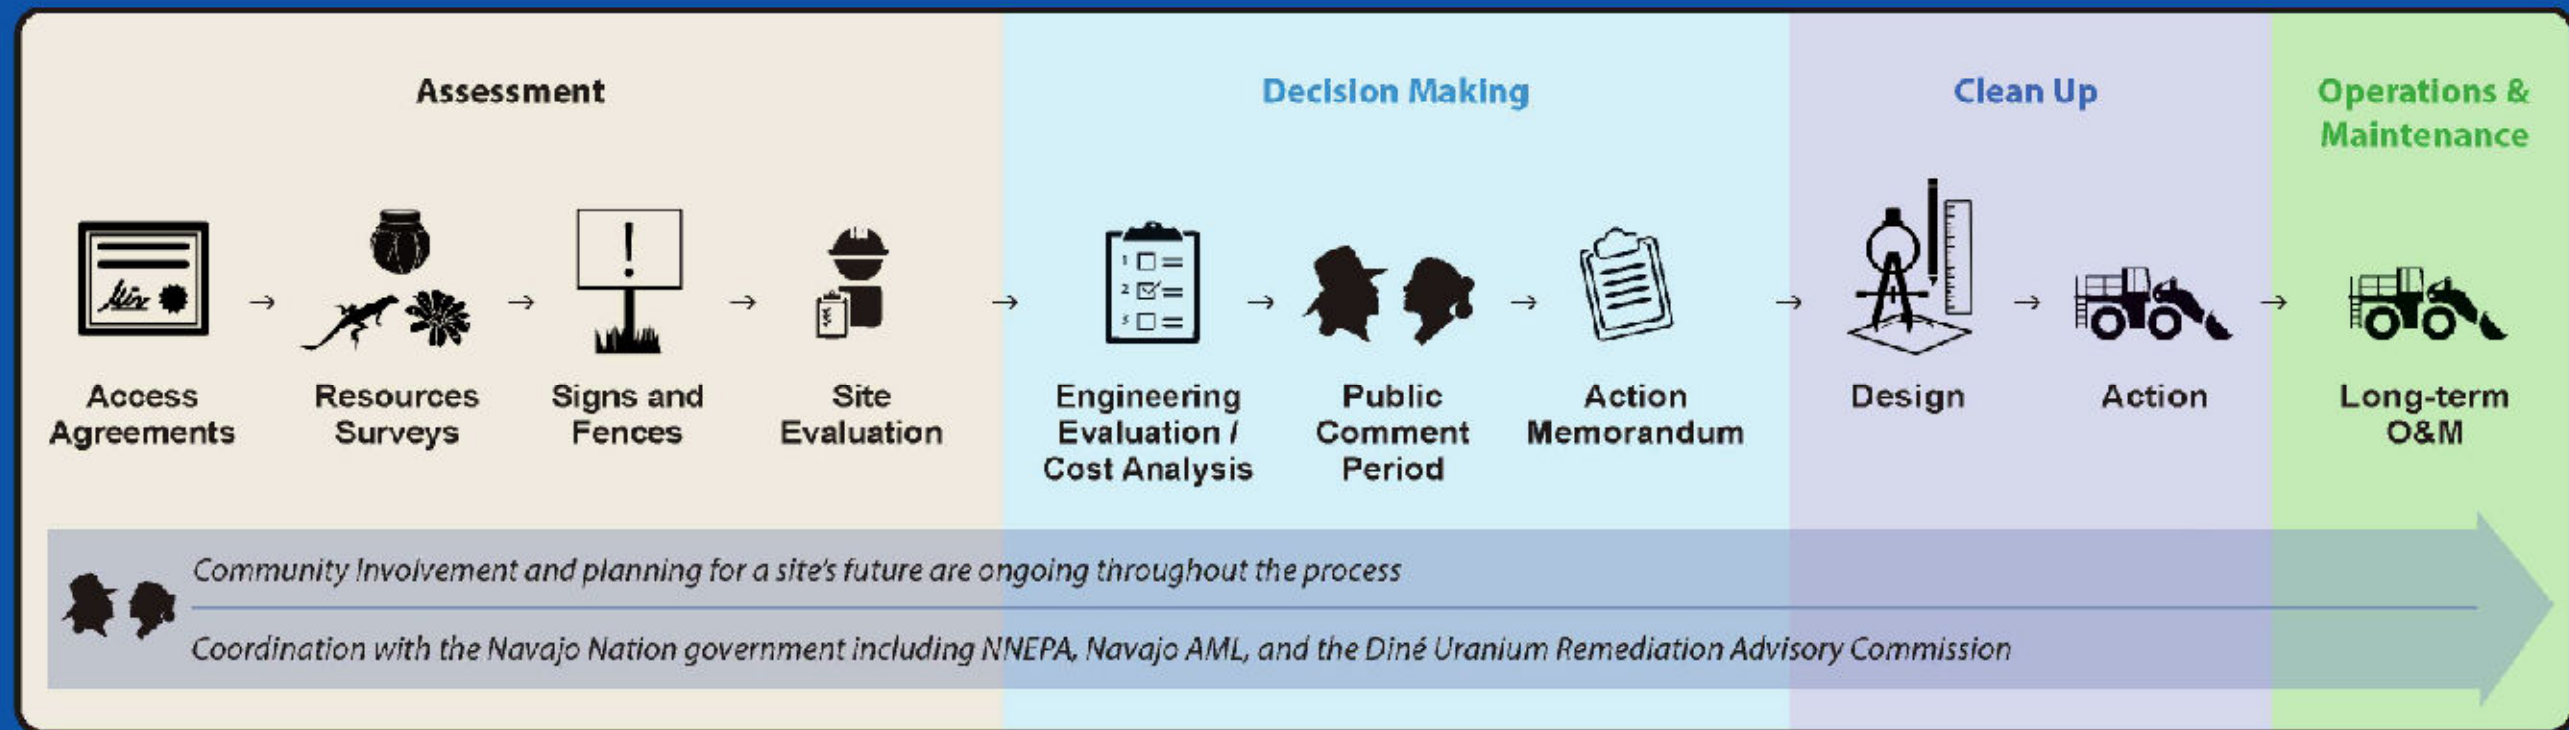 Assessment
Decision Making
Clean Up
Operations &
Maintenance
Access
Agreements
Resources
Surveys
Signs and
Fences
Site
Evaluation
Engineering
Evaluation /
Cost Analysis
Public
Comment
Period
Action
Memorandum
Design
Action
Long-term
O&M
1
2
3
Community Involvement and planning for a site's future are ongoing throughout the process
Coordination with the Navajo Nation government including NNEPA, Navajo AML, and the Diné Uranium Remediation Advisory Commission